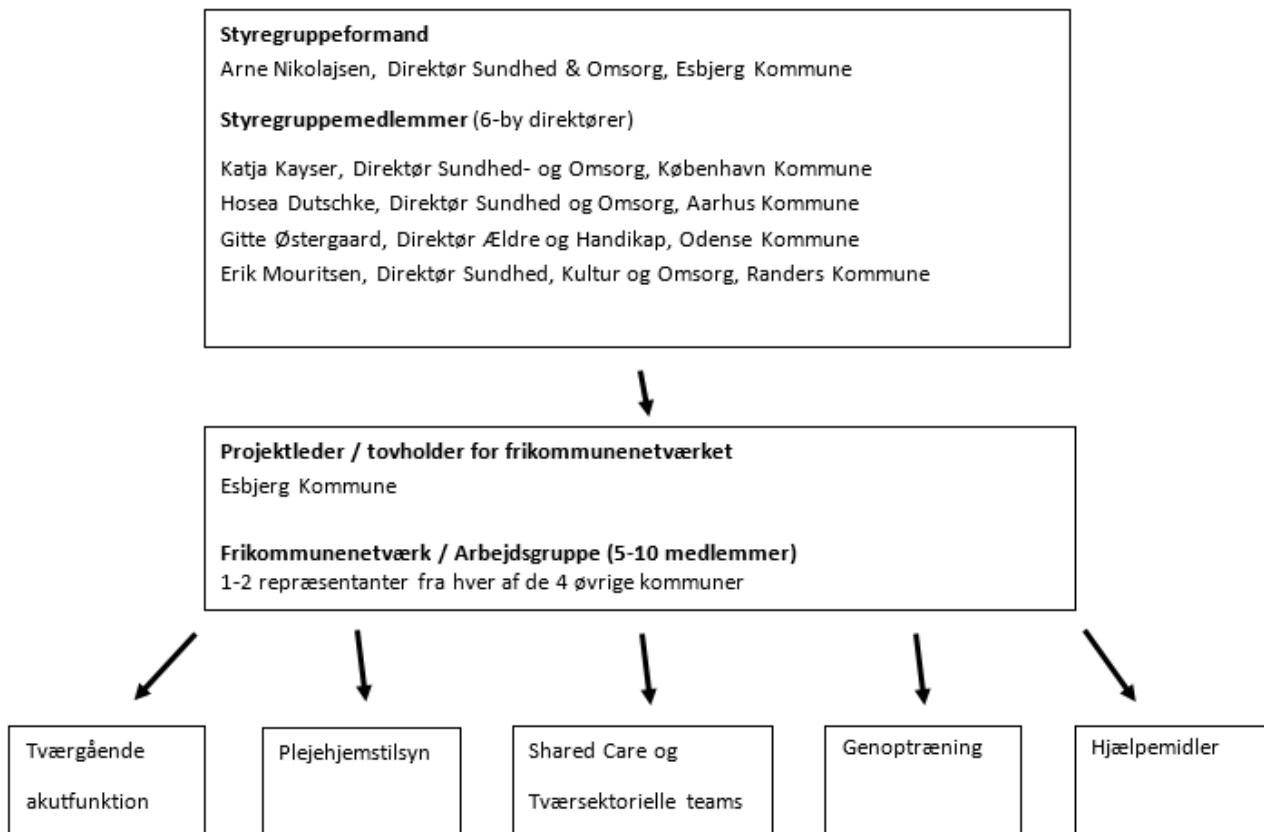 Styregruppeformand
Arne Nikolajsen, Direktør Sundhed & Omsorg, Esbjerg Kommune
Styregruppemedlemmer (6-by direktører)
Katja Kayser, Direktør Sundhed- og Omsorg, København Kommune
Hosea Dutschke, Direktør Sundhed og Omsorg, Aarhus Kommune
Gitte Østergaard, Direktør Ældre og Handikap, Odense Kommune
Erik Mouritsen, Direktør Sundhed, Kultur og Omsorg, Randers Kommune
Projektleder / tovholder for frikommunenetværket
Esbjerg Kommune
Frikommunenetværk / Arbejdsgruppe (5-10 medlemmer)
1-2 repræsentanter fra hver af de 4 øvrige kommuner
Tværgående
akutfunktion
Plejehjemstilsyn
Shared Care og
Tværsektorielle teams
Genoptræning
Hjælpemidler